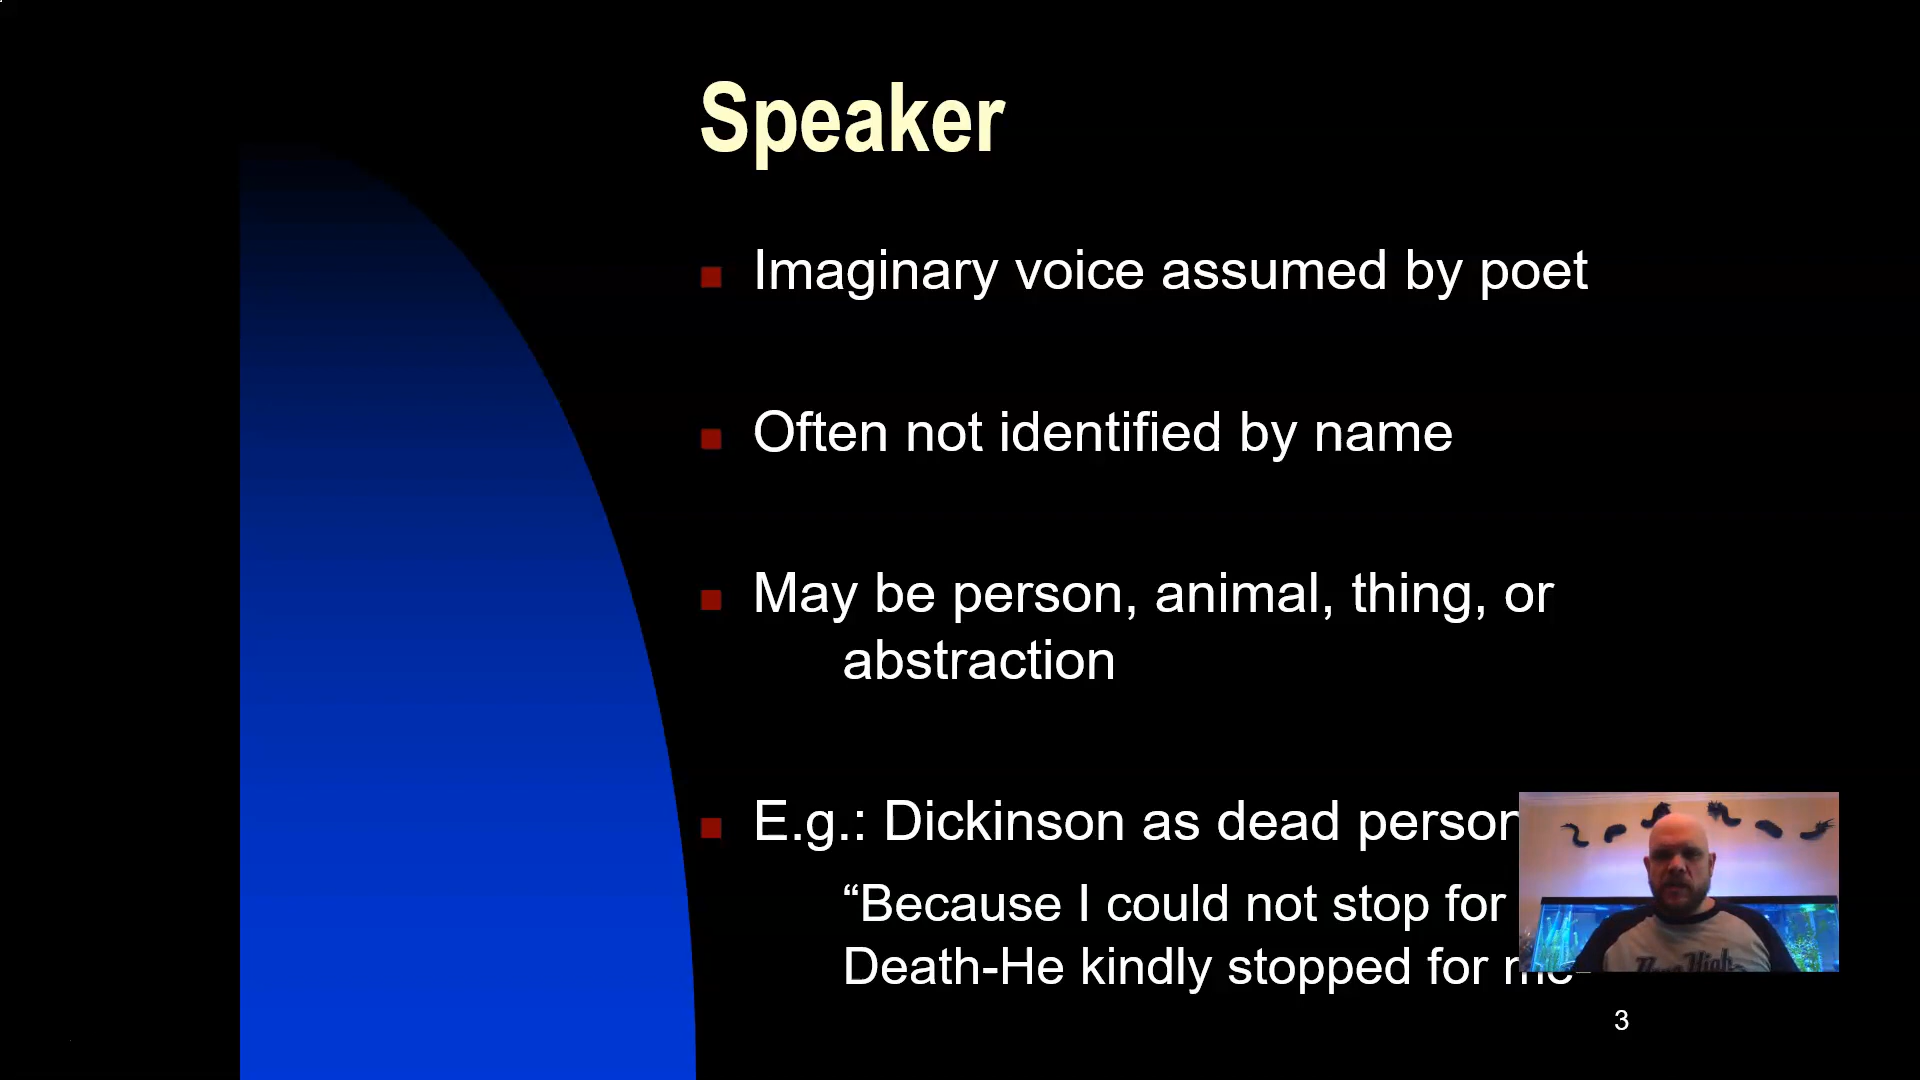 Speaker
Imaginary voice assumed by poet
Often not identified by name
May be person, animal, thing, or
abstraction
E.g.: Dickinson as dead person
“Because I could not stop for
Death-He kindly stopped for me
3